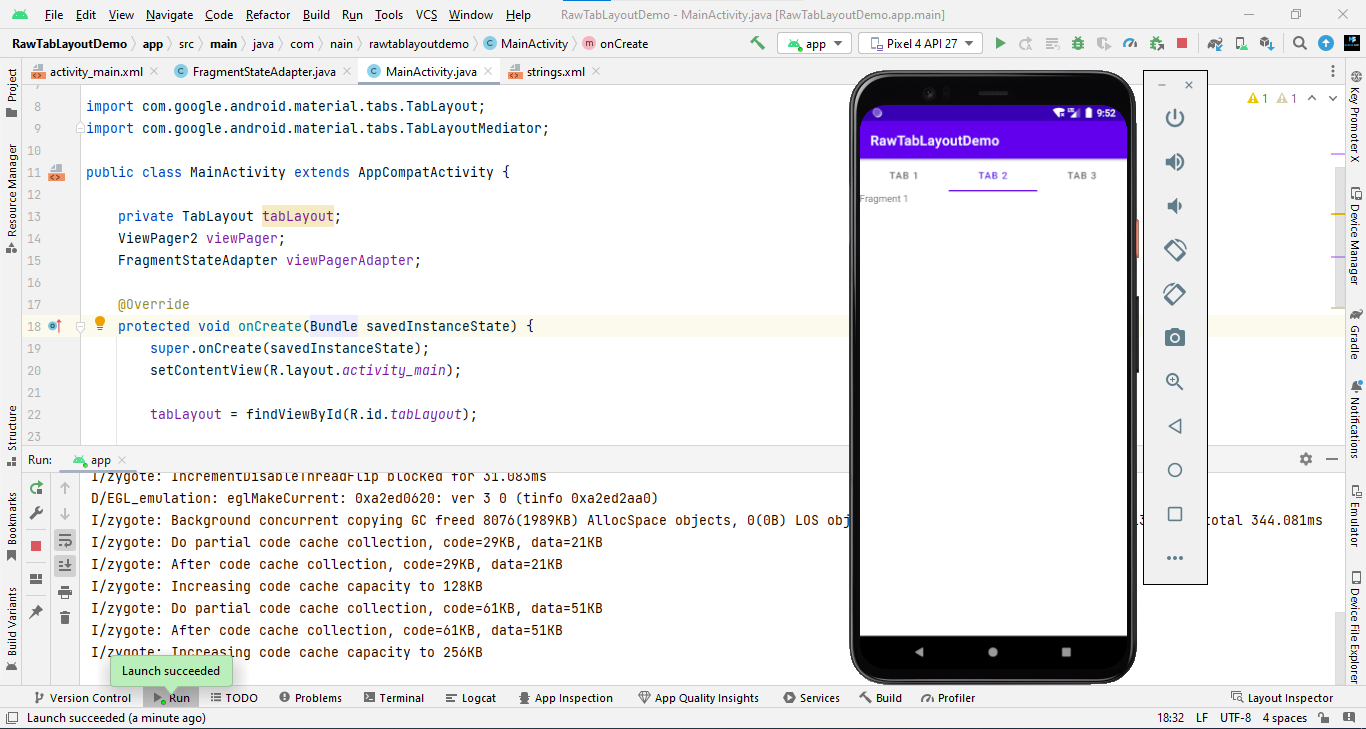 File Edit View Navigate Code Refactor Build Run Tools VCS Window Help RawTabLayoutDemo - MainActivity.java [RawTabLayoutDemo.app.main]
RawTabLayoutDemo app src main java com nain rawtablayoutdemo MainActivity onCreate app Pixel 4 API 27
activity_main.xml FragmentStateAdapter.java MainActivity.java strings.xml
Project
Resource Manager
Structure
Bookmarks
Build Variants
7
8 import com.google.android.material.tabs.TabLayout;
9 import com.google.android.material.tabs.TabLayoutMediator;
10
11 public class MainActivity extends AppCompatActivity {
12
13 private TabLayout tabLayout;
14 ViewPager2 viewPager;
15 FragmentStateAdapter viewPagerAdapter;
16
17 @Override
18 protected void onCreate(Bundle savedInstanceState) {
19 super.onCreate(savedInstanceState);
20 setContentView(R.layout.activity_main);
21
22 tabLayout = findViewById(R.id.tabLayout);
23
1 1
9:52
RawTabLayoutDemo
TAB 1 TAB 2 TAB 3
Fragment 1
Key Promoter X
Device Manager
Gradle
Notifications
Emulator
Device File Explorer
Run: app
I/zygote: IncrementDisableThreadFlip blocked for 31.083ms
D/EGL_emulation: eglMakeCurrent: 0xa2ed0620: ver 3 0 (tinfo 0xa2ed2aa0)
I/zygote: Background concurrent copying GC freed 8076(1989KB) AllocSpace objects, 0(0B) LOS obj total 344.081ms
I/zygote: Do partial code cache collection, code=29KB, data=21KB
I/zygote: After code cache collection, code=29KB, data=21KB
I/zygote: Increasing code cache capacity to 128KB
I/zygote: Do partial code cache collection, code=61KB, data=51KB
I/zygote: After code cache collection, code=61KB, data=51KB
I/zygote: Increasing code cache capacity to 256KB
Launch succeeded
Version Control Run TODO Problems Terminal Logcat App Inspection App Quality Insights Services Build Profiler Layout Inspector
Launch succeeded (a minute ago) 18:32 LF UTF-8 4 spaces